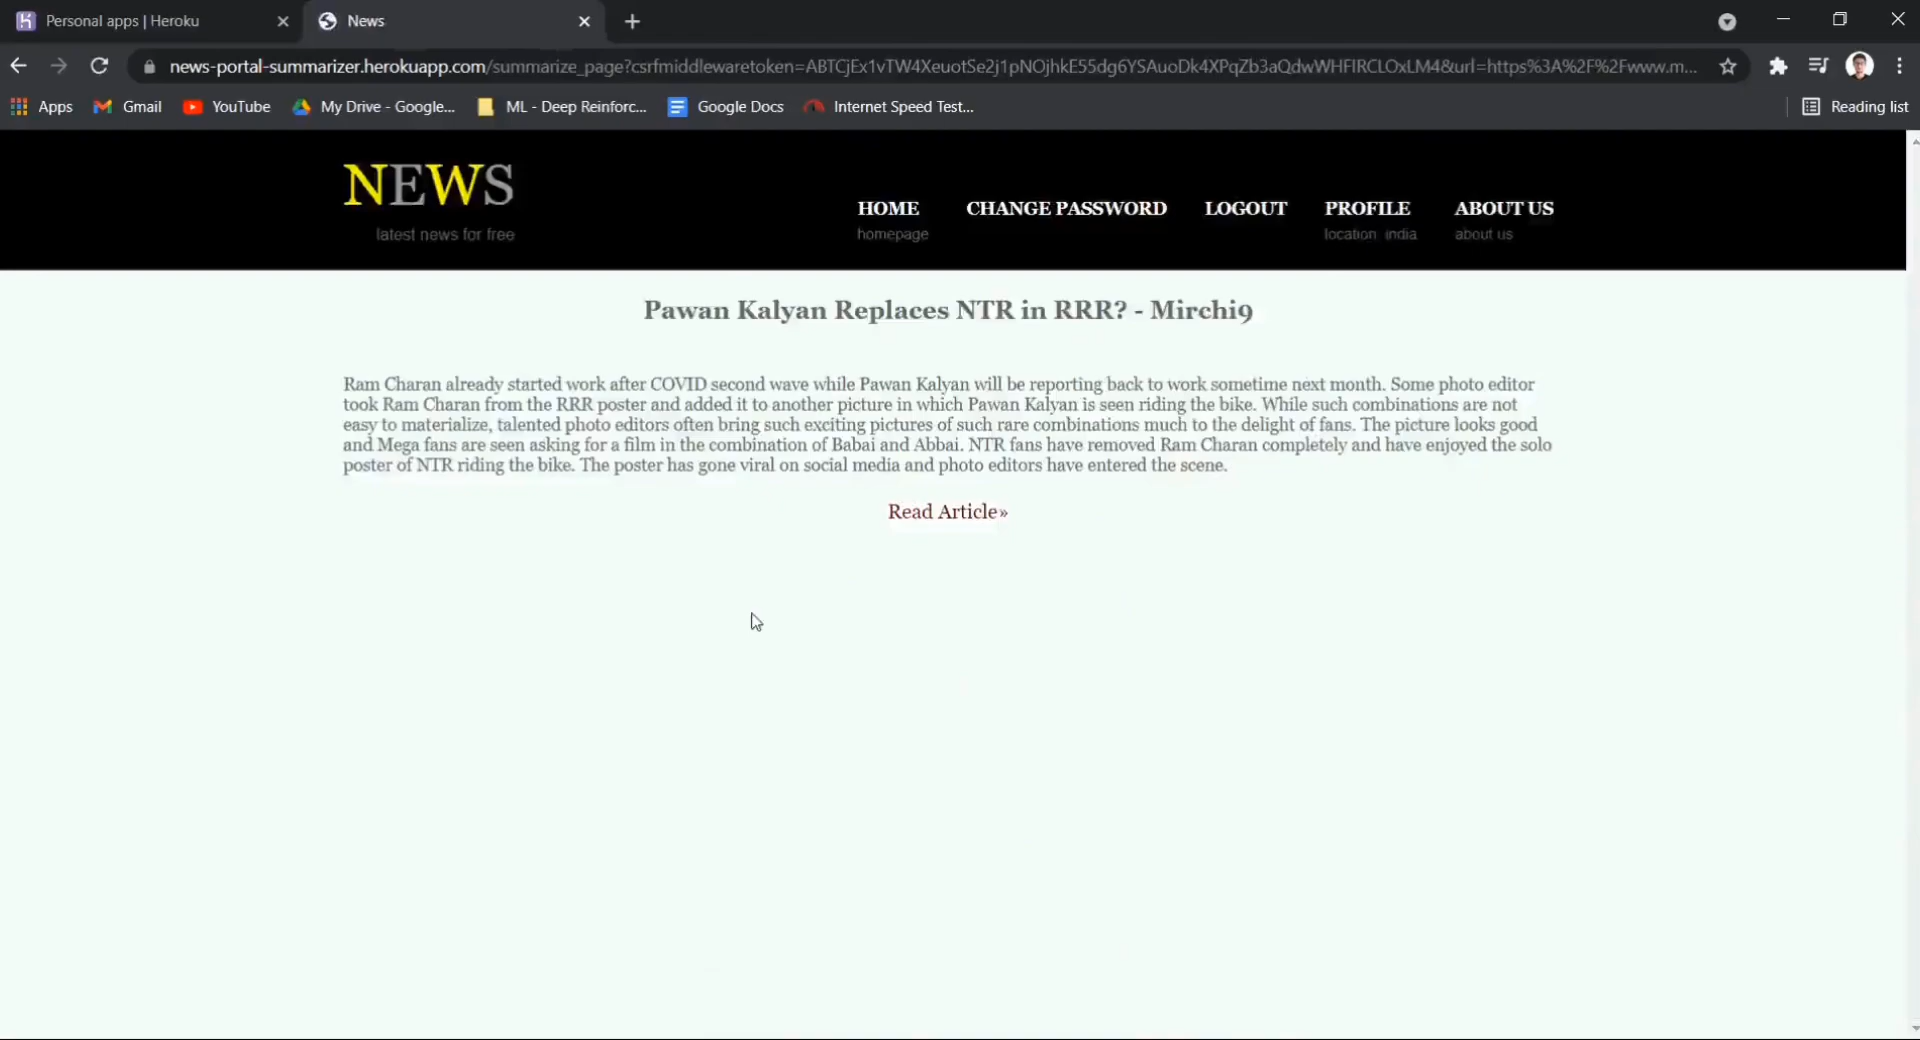 Personal apps | Heroku
News
news-portal-summarizer.herokuapp.com/summarize_page?csrfmiddlewaretoken=ABTCjEx1vTW4XeuotSe2j1pNOjhkE55dg6YSAuoDk4XPqZb3aQdwWHFIRCLOxLM4&url=https%3A%2F%2Fwww.m...
Apps
Gmail
YouTube
My Drive - Google...
ML - Deep Reinforc...
Google Docs
Internet Speed Test...
Reading list
NEWS
latest news for free
HOME
homepage
CHANGE PASSWORD
LOGOUT
PROFILE
location india
ABOUT US
about us
Pawan Kalyan Replaces NTR in RRR? - Mirchi9
Ram Charan already started work after COVID second wave while Pawan Kalyan will be reporting back to work sometime next month. Some photo editor
took Ram Charan from the RRR poster and added it to another picture in which Pawan Kalyan is seen riding the bike. While such combinations are not
easy to materialize, talented photo editors often bring such exciting pictures of such rare combinations much to the delight of fans. The picture looks good
and Mega fans are seen asking for a film in the combination of Babai and Abbai. NTR fans have removed Ram Charan completely and have enjoyed the solo
poster of NTR riding the bike. The poster has gone viral on social media and photo editors have entered the scene.
Read Article»